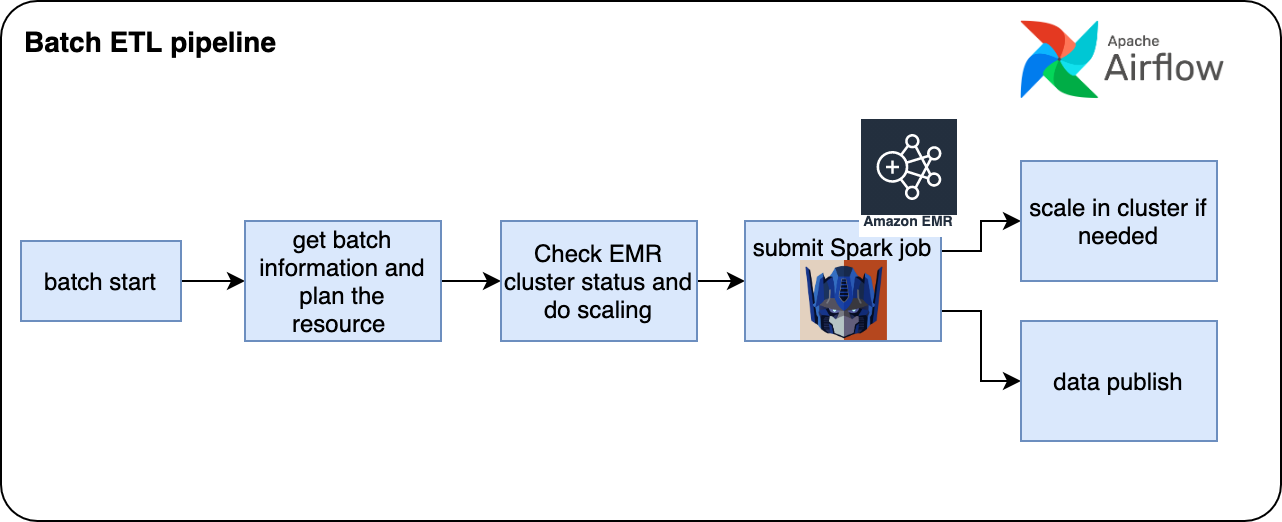 Batch ETL pipeline
Apache
Airflow
batch start
get batch
information and
plan the
resource
Check EMR
cluster status and
do scaling
Amazon EMR
submit Spark job
scale in cluster if
needed
data publish